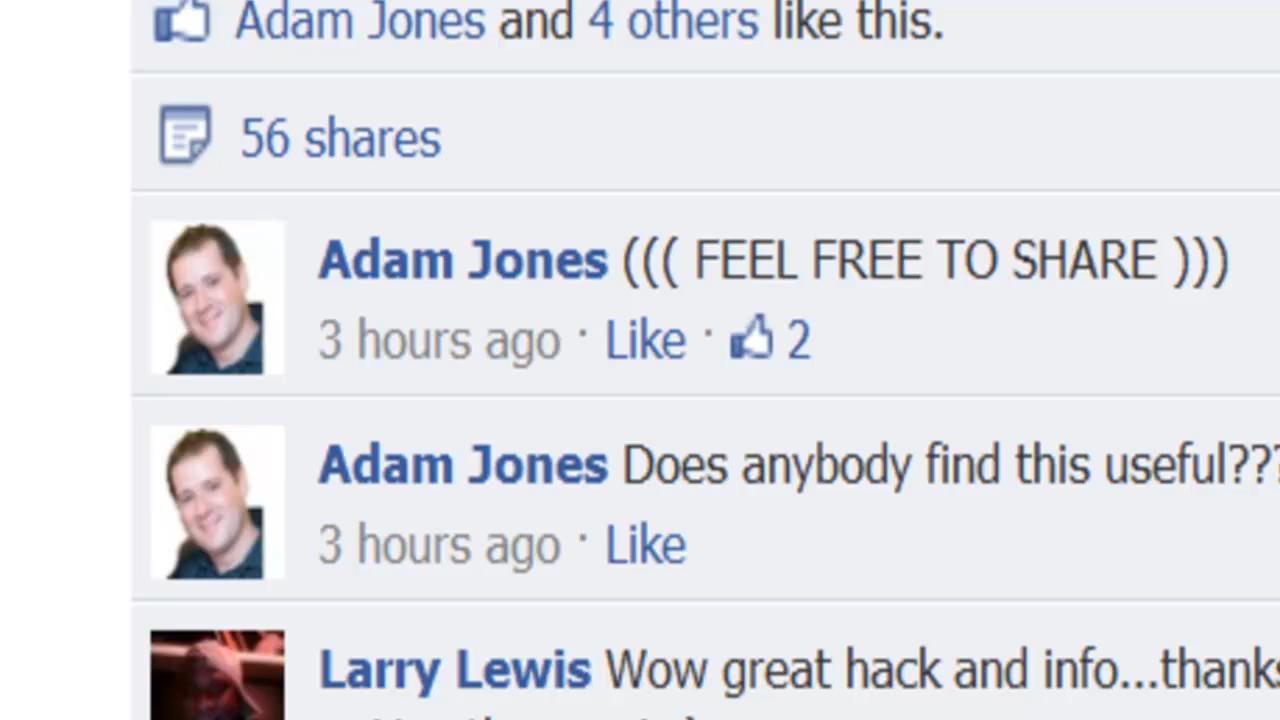 Adam Jones and 4 others like this.
56 shares
Adam Jones ((( FEEL FREE TO SHARE )))
3 hours ago · Like · 2
Adam Jones Does anybody find this useful???
3 hours ago · Like
Larry Lewis Wow great hack and info...thanks